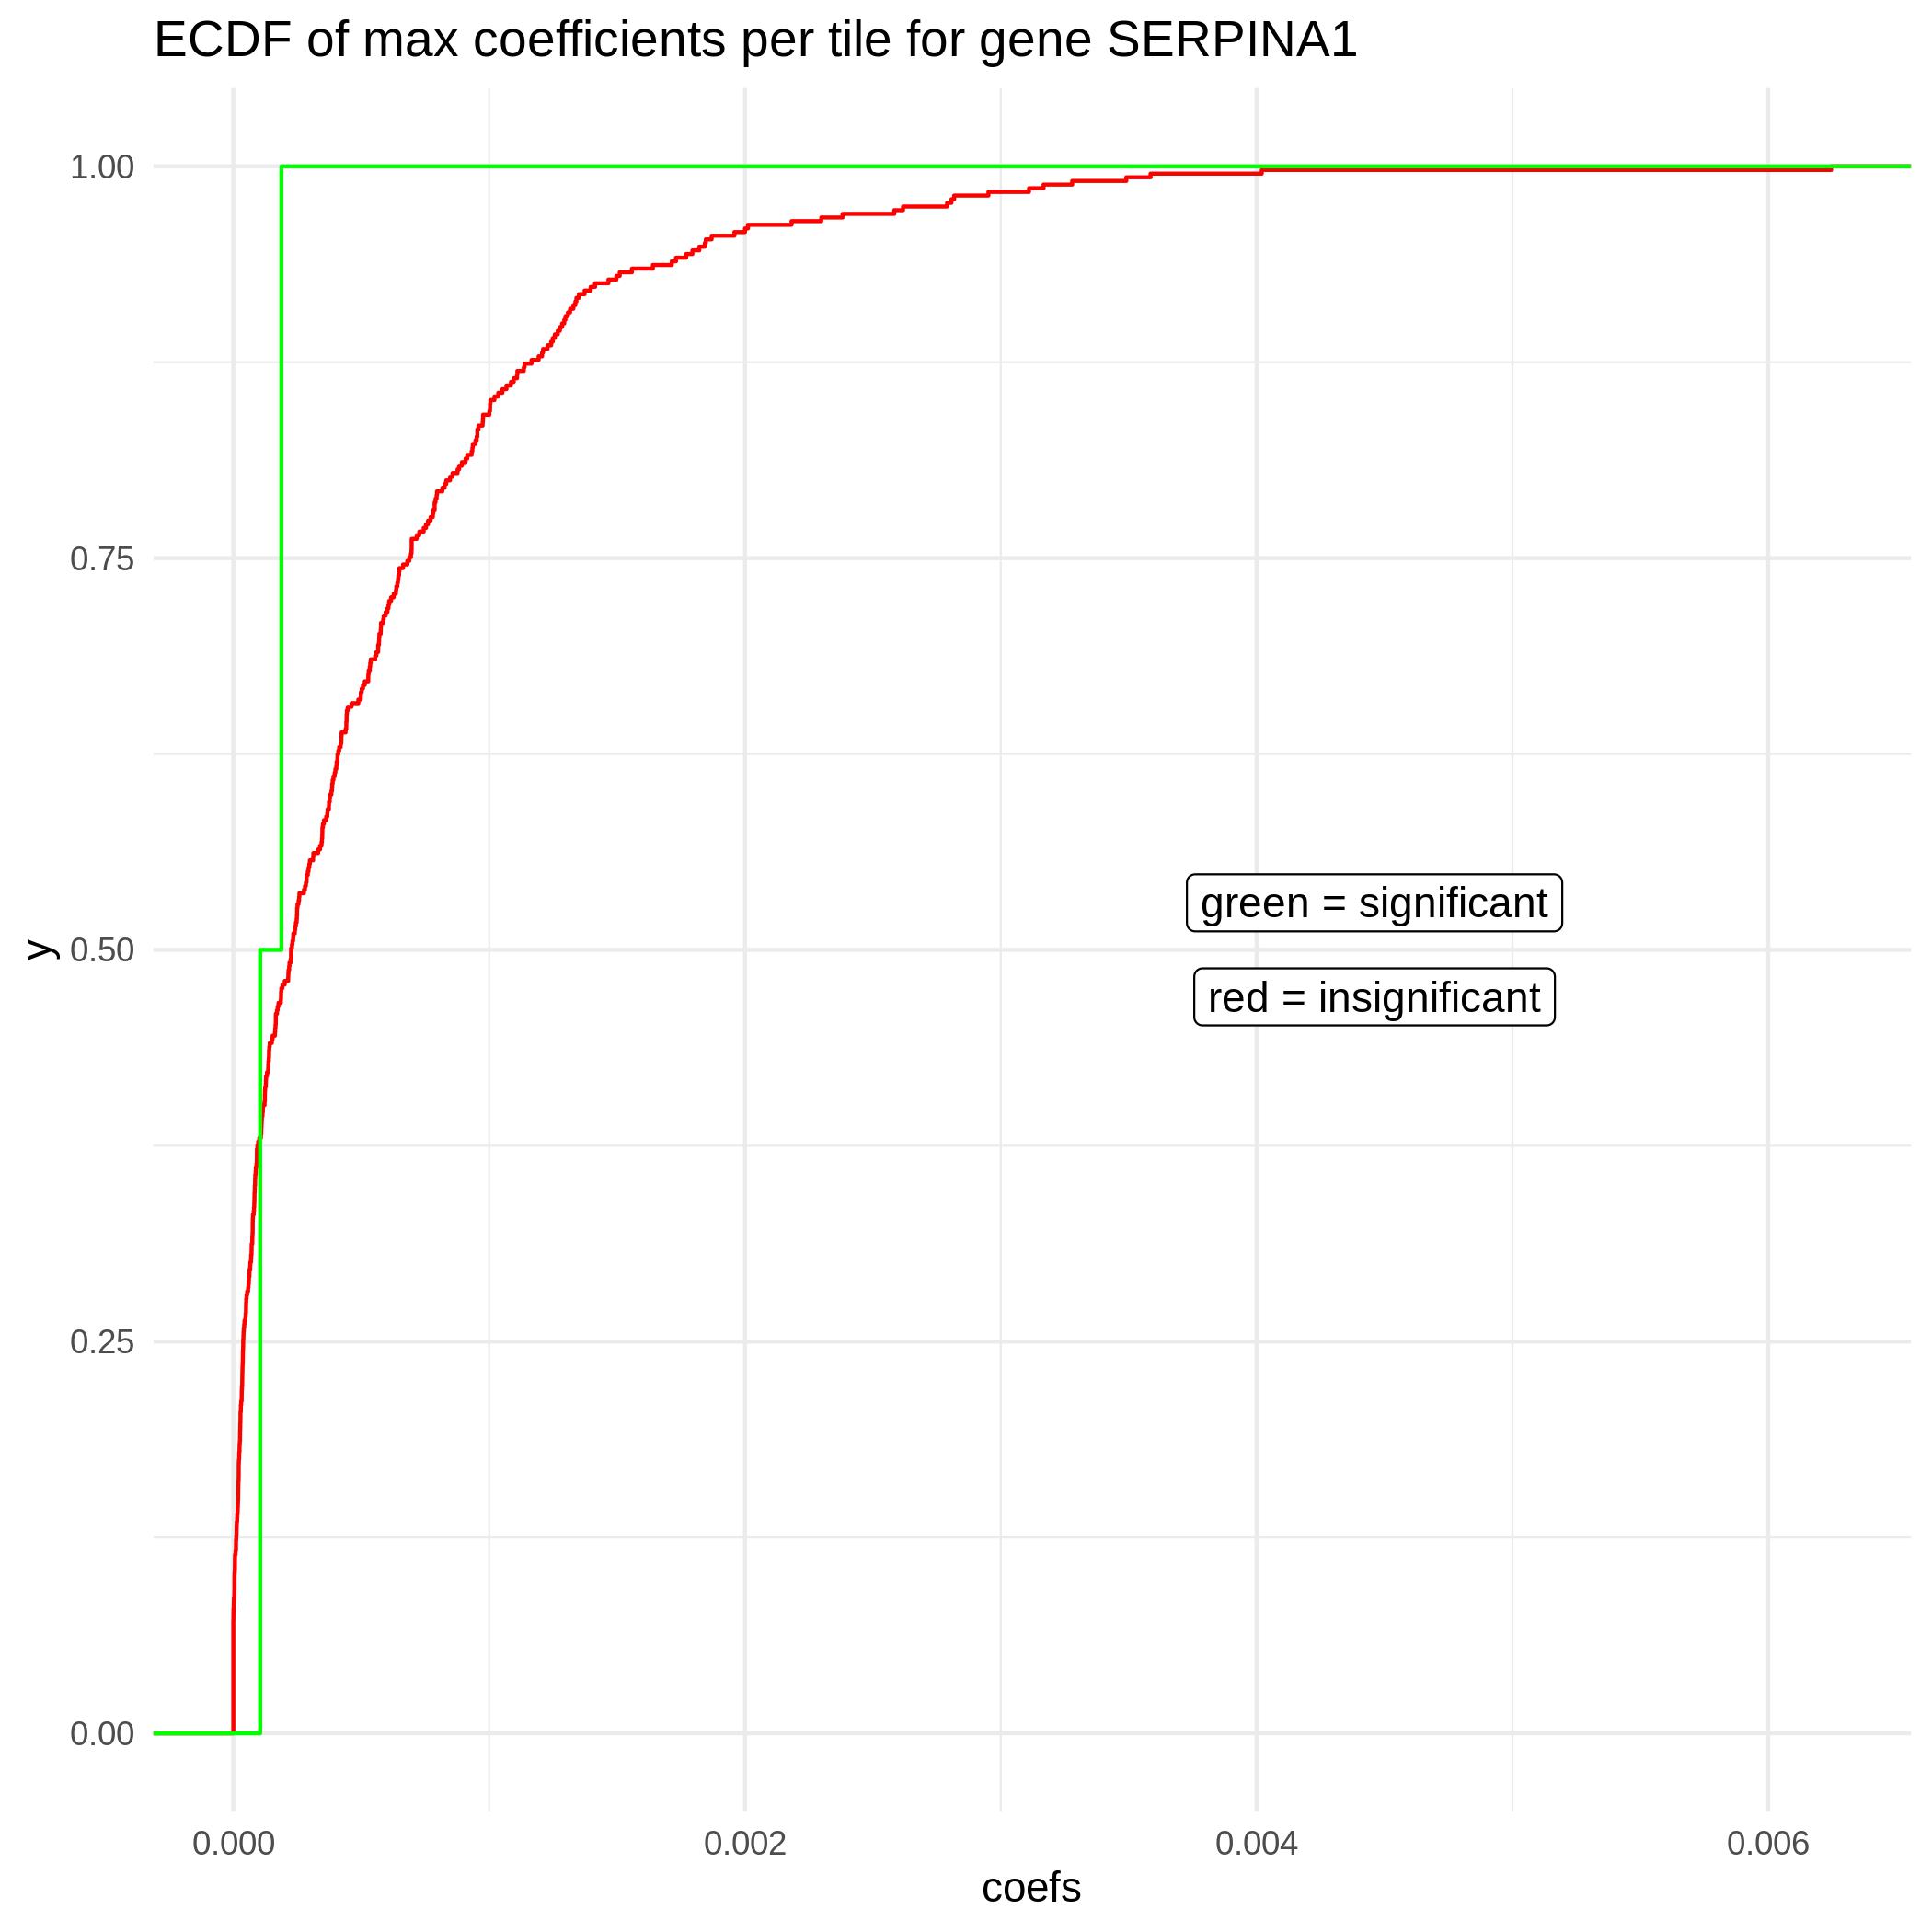 ECDF of max coefficients per tile for gene SERPINA1
1.00
0.75
0.50
0.25
0.00
y
green = significant
red = insignificant
0.000 0.002 0.004 0.006
coefs